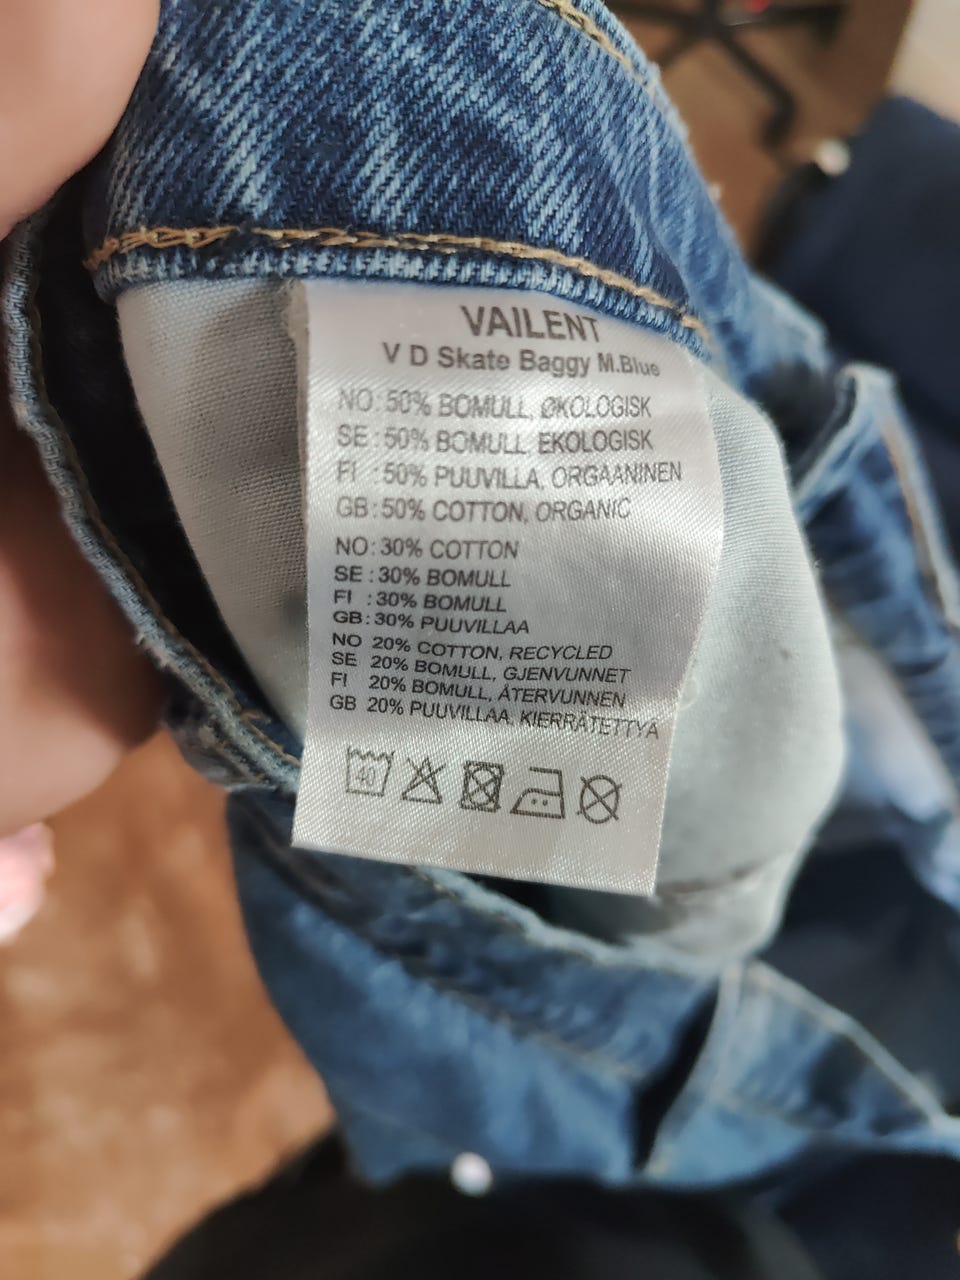 VAILENT
V D Skate Baggy M.Blue
NO:50% BOMULL, ØKOLOGISK
SE:50% BOMULL, EKOLOGISK
FI :50% PUUVILLA, ORGAANINEN
GB:50% COTTON, ORGANIC
NO:30% COTTON
SE :30% BOMULL
FI :30% BOMULL
GB:30% PUUVILLAA
NO 20% COTTON, RECYCLED
SE 20% BOMULL, GJENVUNNET
FI 20% BOMULL, ÅTERVUNNEN
GB 20% PUUVILLAA, KIERRÄTETTYÄ
40